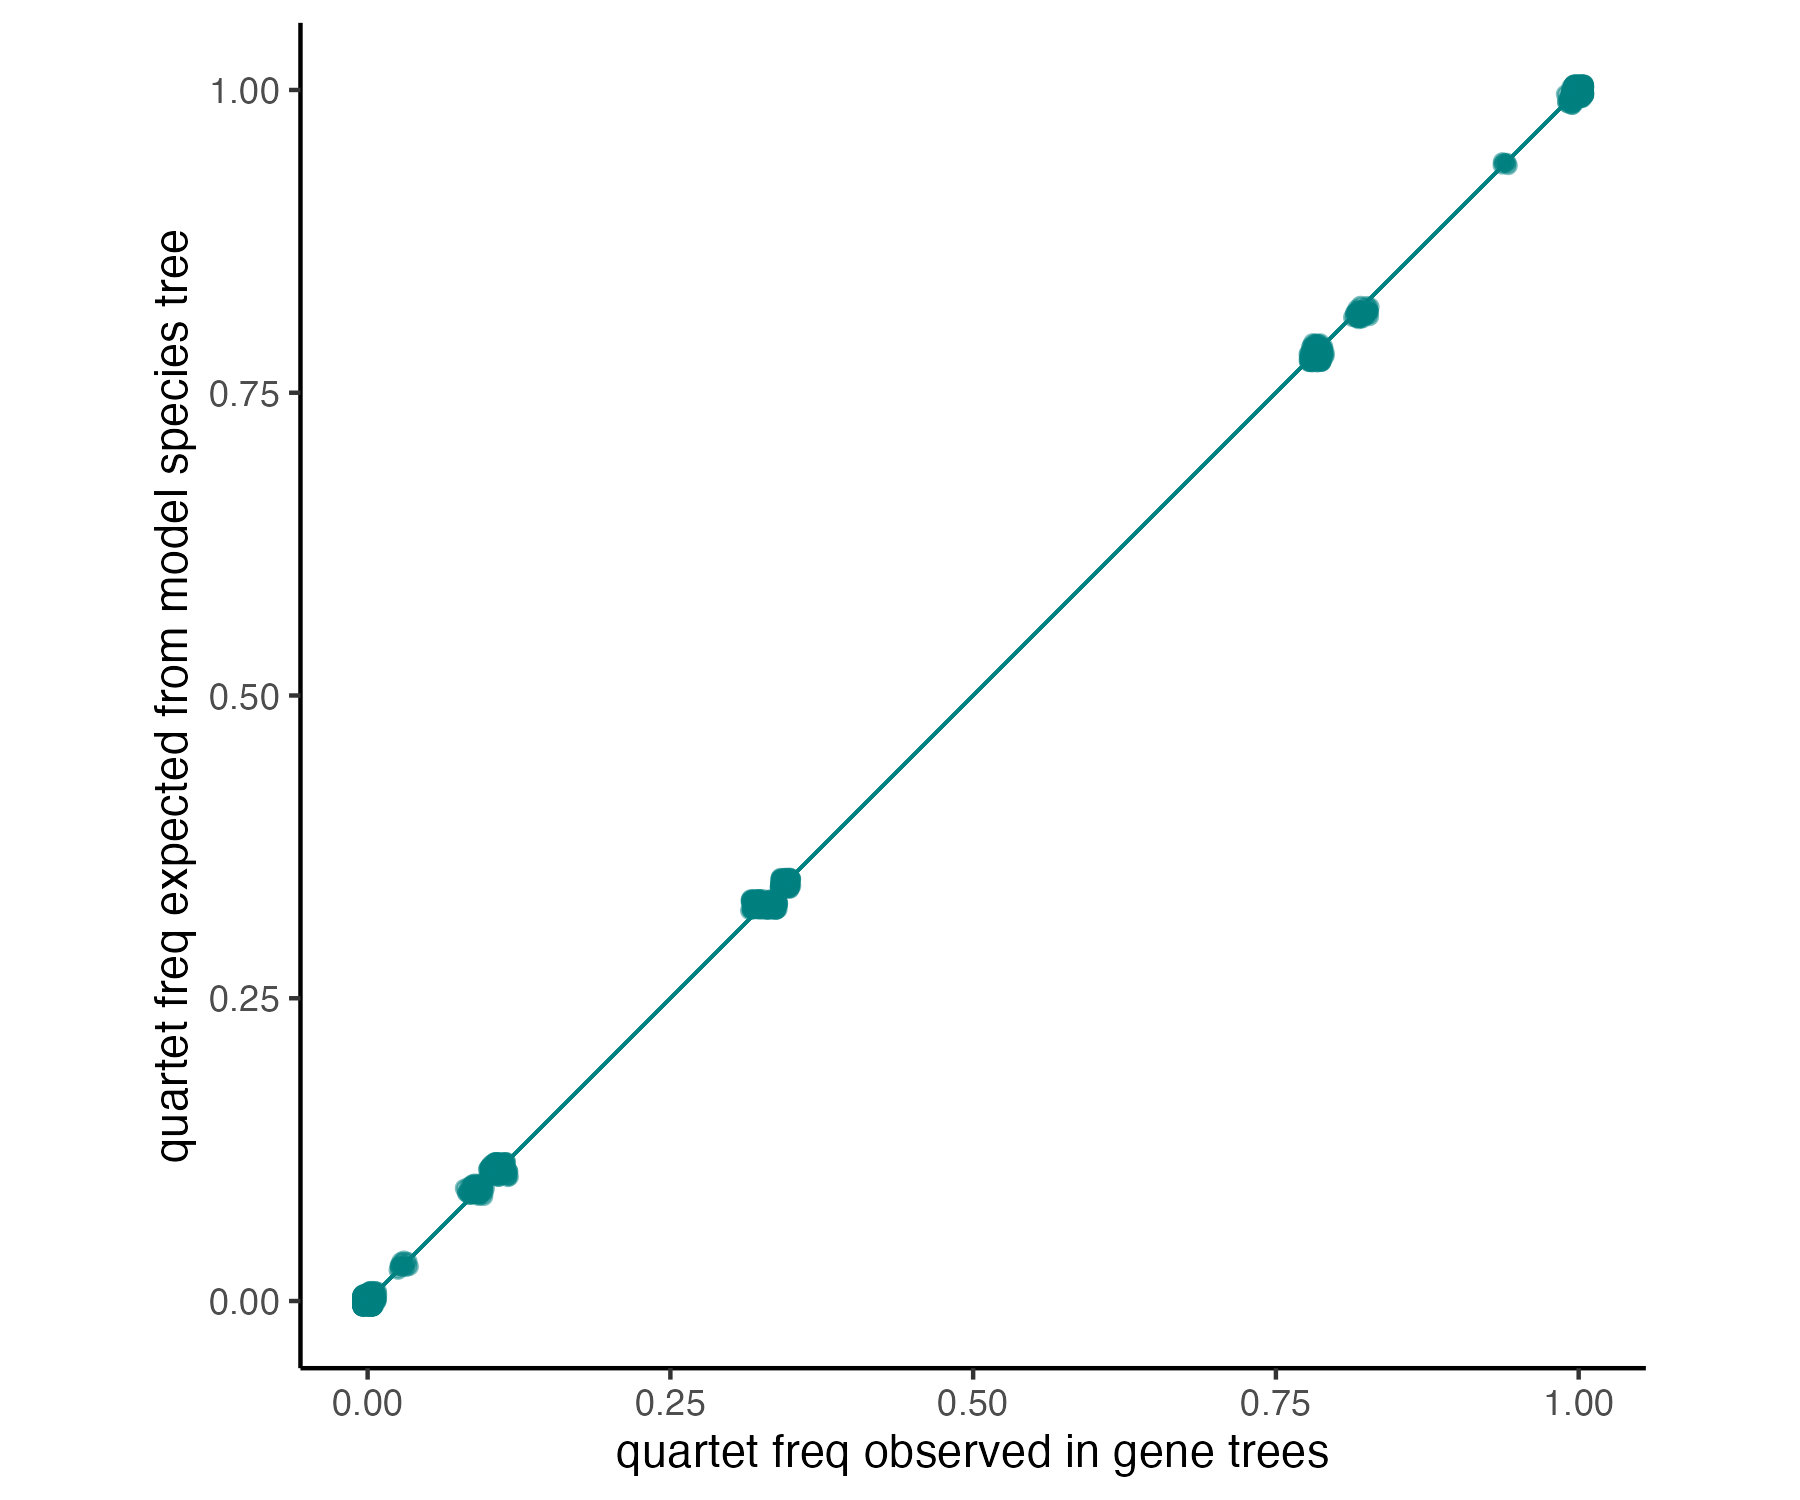 quartet freq expected from model species tree
1.00
0.75
0.50
0.25
0.00
0.00 0.25 0.50 0.75 1.00
quartet freq observed in gene trees